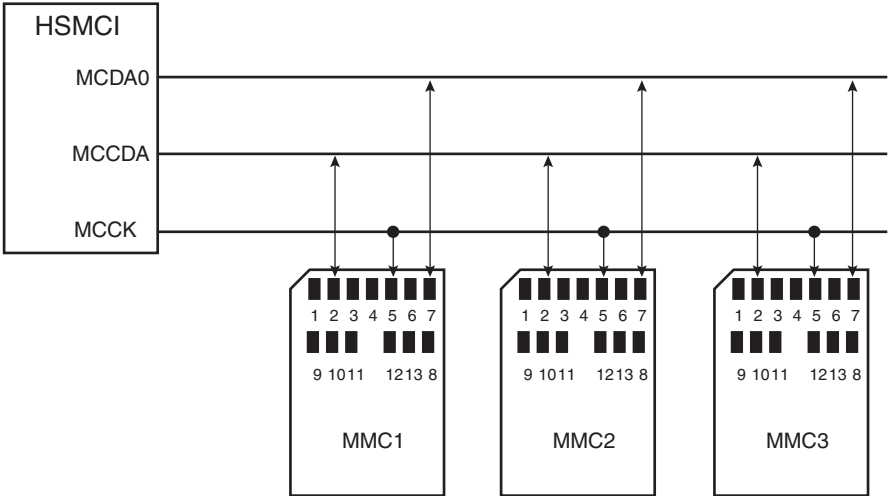 HSMCI
MCDA0
MCCDA
MCCK
1 2 3 4 5 6 7 1 2 3 4 5 6 7 1 2 3 4 5 6 7
9 10 11 12 13 8 9 10 11 12 13 8 9 10 11 12 13 8
MMC1 MMC2 MMC3